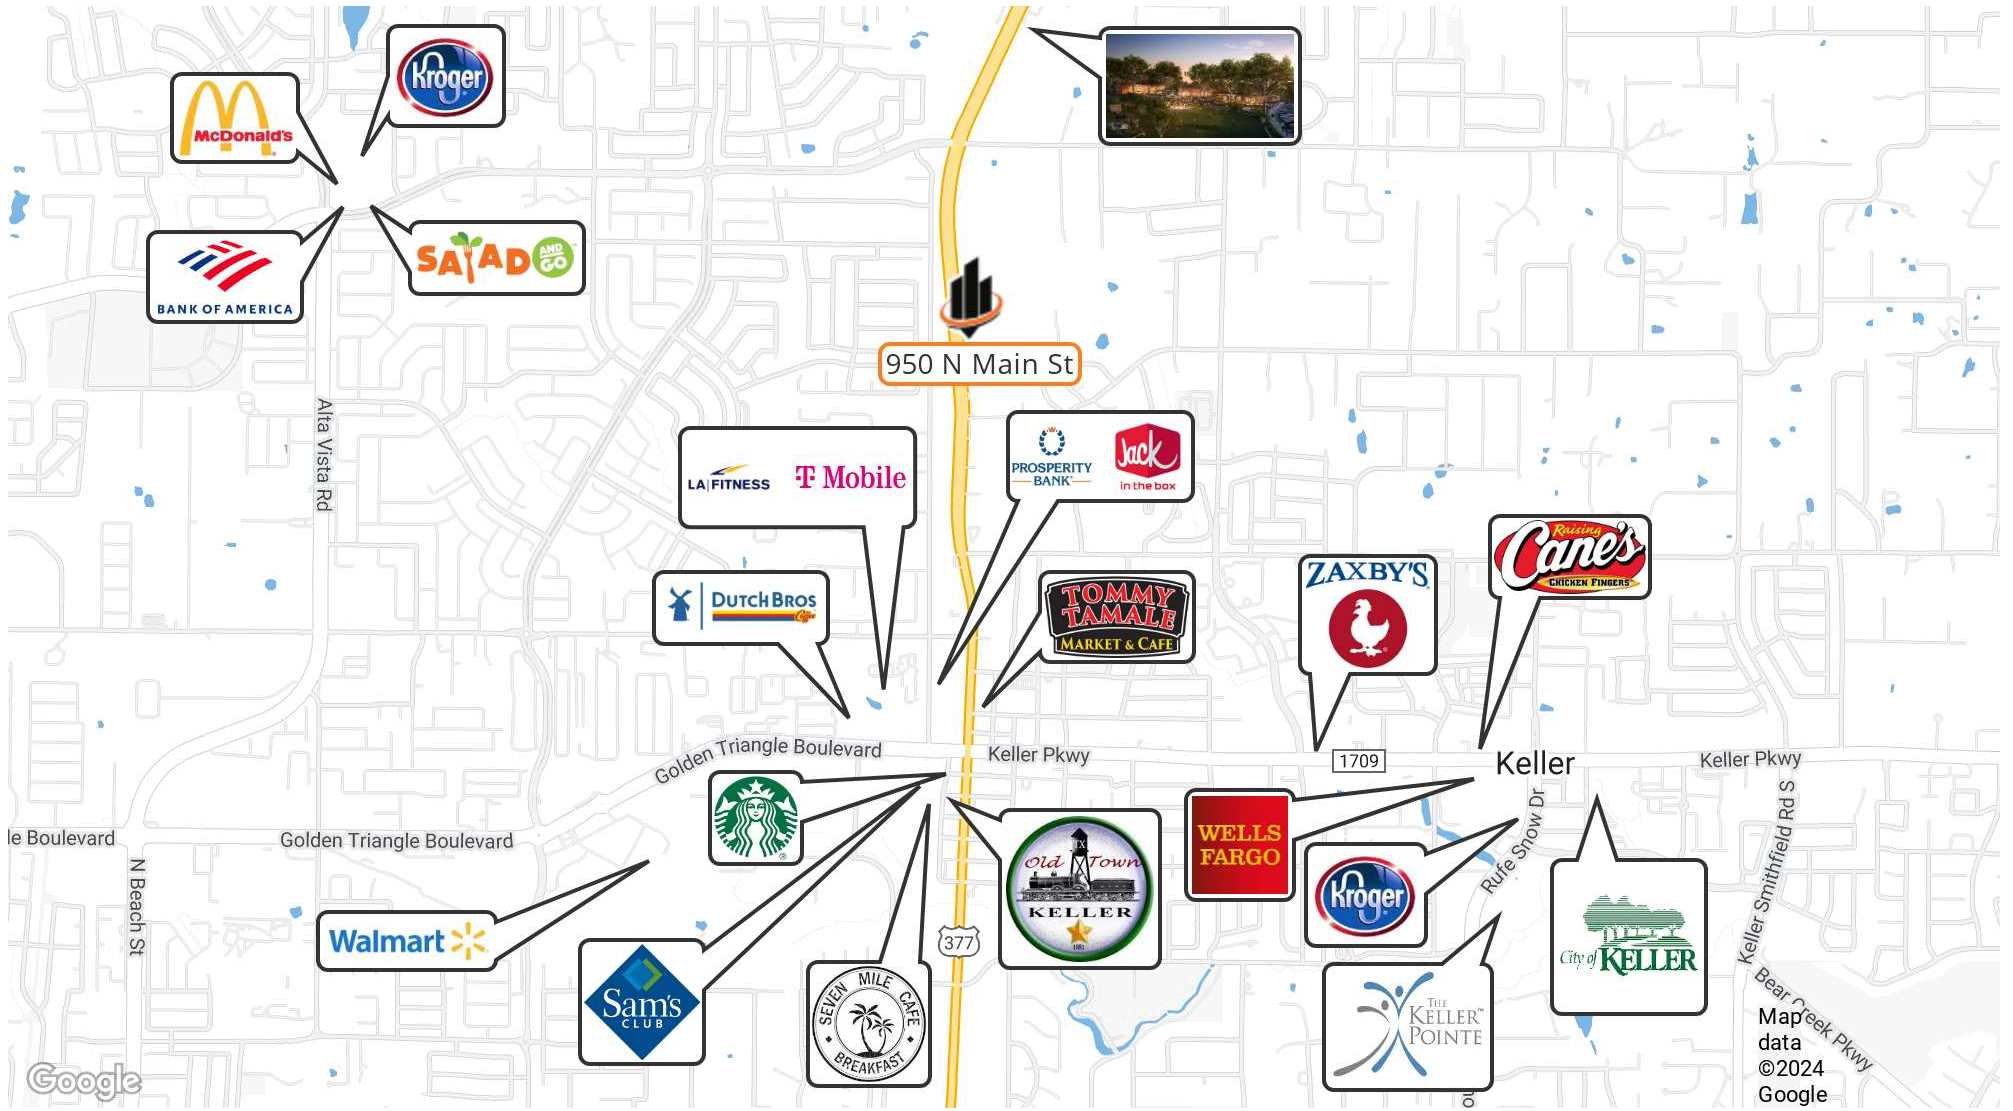 Kroger
McDonald's
SALAD
AND
GO
BANK OF AMERICA
950 N Main St
Alta Vista Rd
LA|FITNESS
T Mobile
PROSPERITY
BANK
Jack
in the box
Raising
Cane's
CHICKEN FINGERS
ZAXBY'S
DUTCH BROS
Coffee
TOMMY
TAMALE
MARKET & CAFE
Golden Triangle Boulevard
Keller Pkwy
1709
Keller
Keller Pkwy
le Boulevard
Golden Triangle Boulevard
N Beach St
WELLS
FARGO
Kroger
Rufe Snow Dr
Keller Smithfield Rd S
TX
Old Town
KELLER
1881
Walmart
377
City of KELLER
Sam's
CLUB
SEVEN MILE CAFE
BREAKFAST
THE
KELLER
POINTE
Bear Creek Pkwy
Map
data
©2024
Google
Google